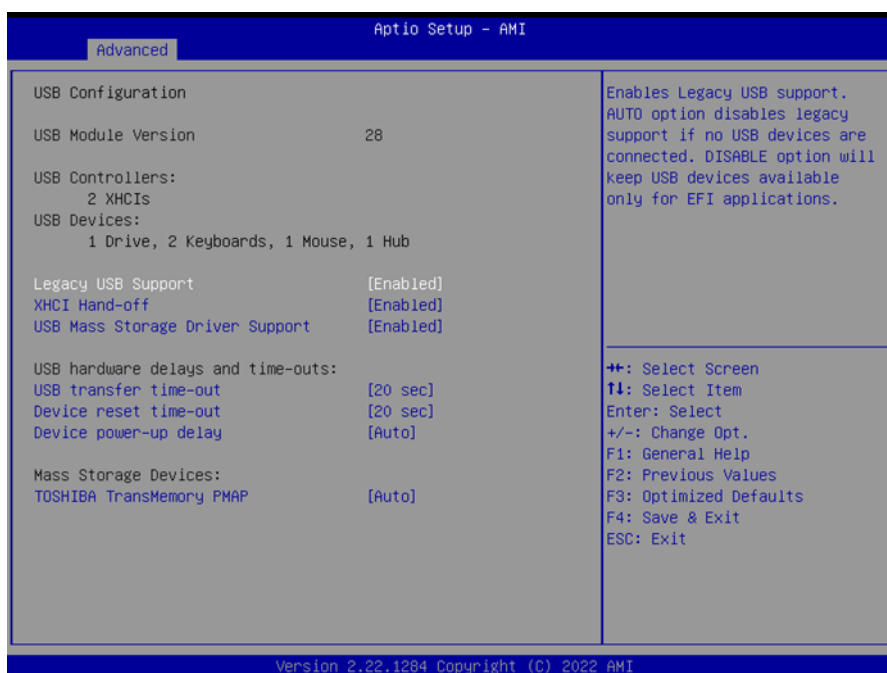 Aptio Setup – AMI
Advanced
USB Configuration
USB Module Version 28
USB Controllers:
2 XHCIs
USB Devices:
1 Drive, 2 Keyboards, 1 Mouse, 1 Hub
Legacy USB Support [Enabled]
XHCI Hand-off [Enabled]
USB Mass Storage Driver Support [Enabled]
USB hardware delays and time-outs:
USB transfer time-out [20 sec]
Device reset time-out [20 sec]
Device power-up delay [Auto]
Mass Storage Devices:
TOSHIBA TransMemory PMAP [Auto]
Enables Legacy USB support.
AUTO option disables legacy
support if no USB devices are
connected. DISABLE option will
keep USB devices available
only for EFI applications.
→←: Select Screen
↑↓: Select Item
Enter: Select
+/-: Change Opt.
F1: General Help
F2: Previous Values
F3: Optimized Defaults
F4: Save & Exit
ESC: Exit
Version 2.22.1284 Copyright (C) 2022 AMI